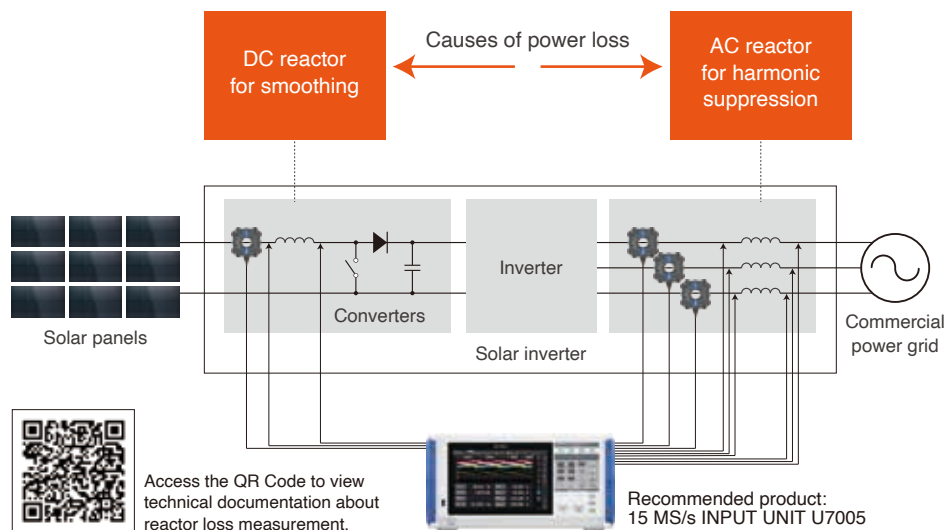 DC reactor
for smoothing
Causes of power loss
AC reactor
for harmonic
suppression
Solar panels
Converters
Inverter
Solar inverter
Commercial
power grid
Access the QR Code to view
technical documentation about
reactor loss measurement.
Recommended product:
15 MS/s INPUT UNIT U7005